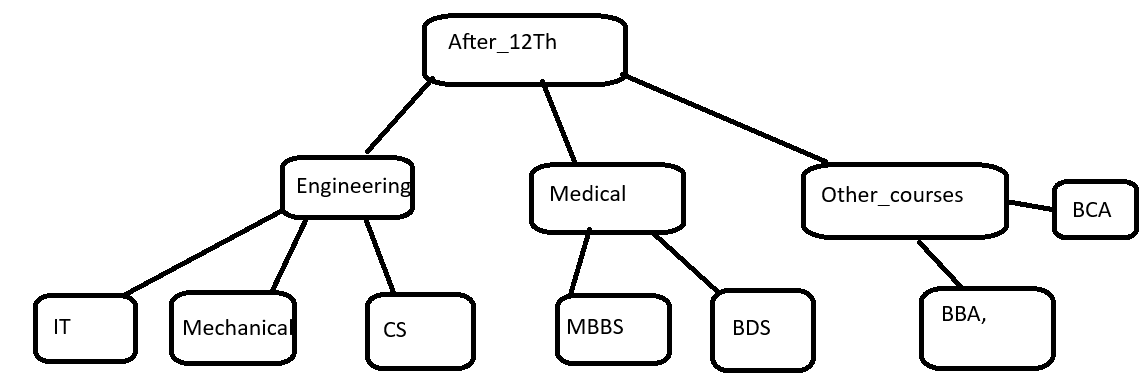 After_12Th
Engineering
Medical
Other_courses
BCA
IT
Mechanical
CS
MBBS
BDS
BBA,